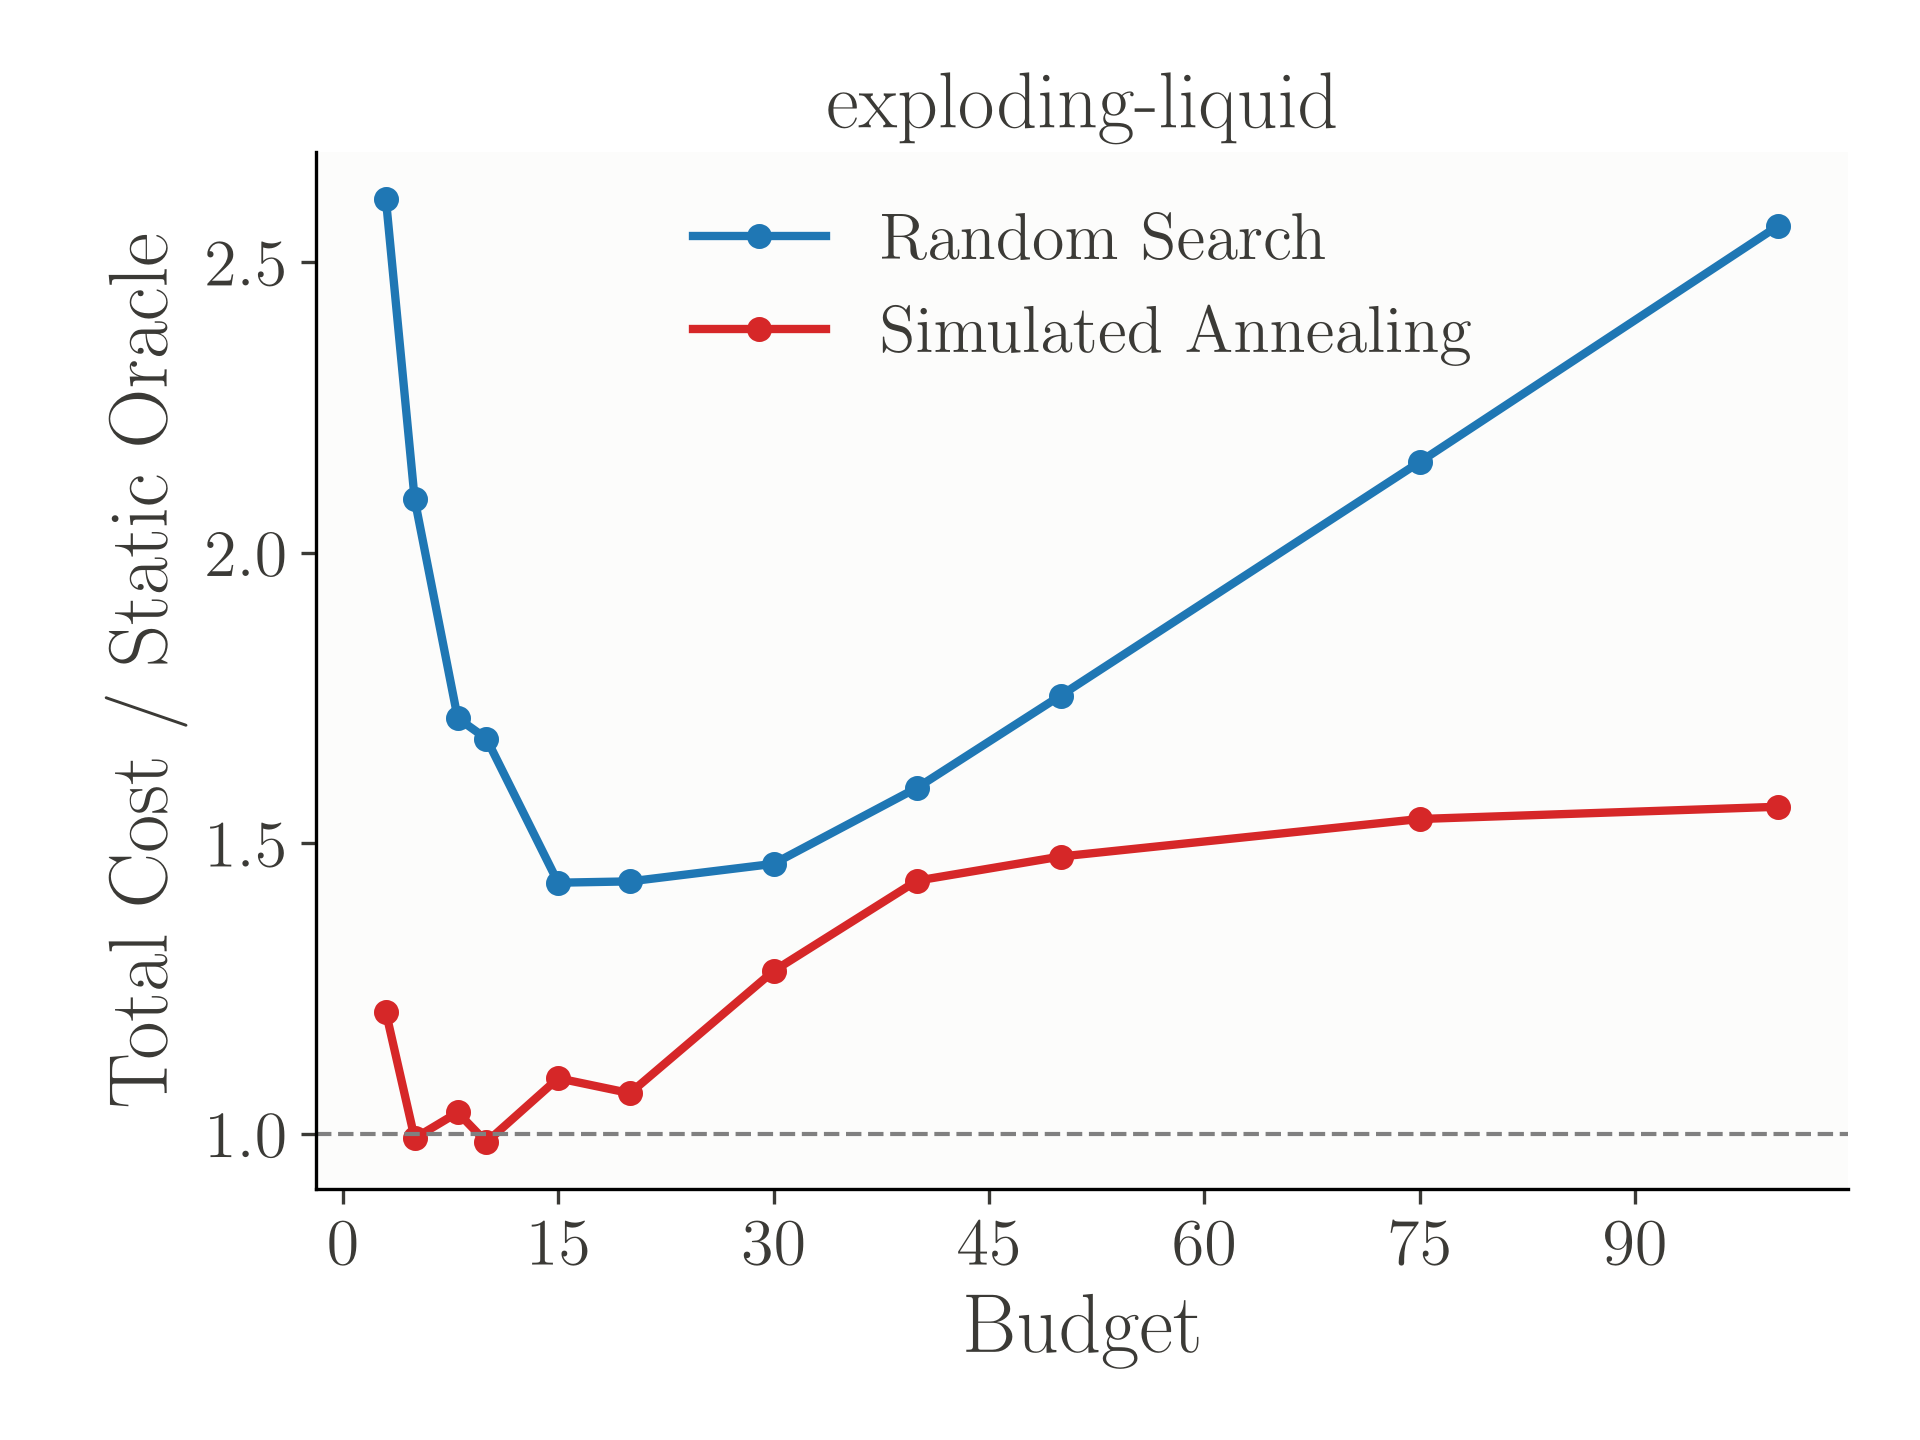 exploding-liquid
Random Search
Simulated Annealing
Total Cost / Static Oracle
2.5
2.0
1.5
1.0
0 15 30 45 60 75 90
Budget